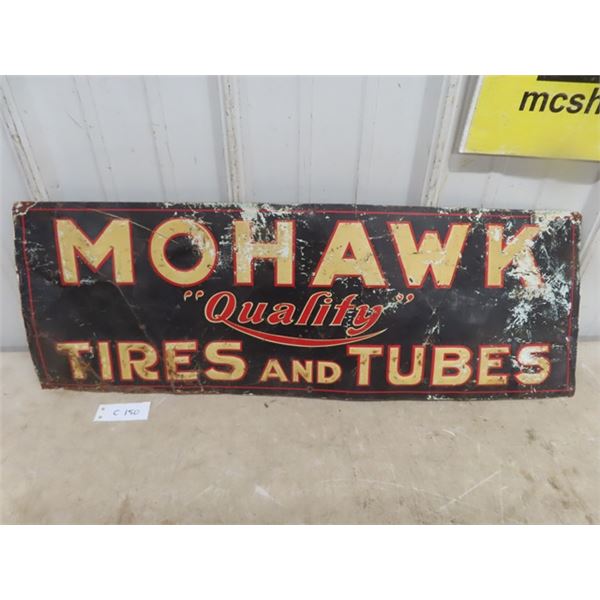 mcsh
MOHAWK
"Quality"
TIRES AND TUBES
C 150